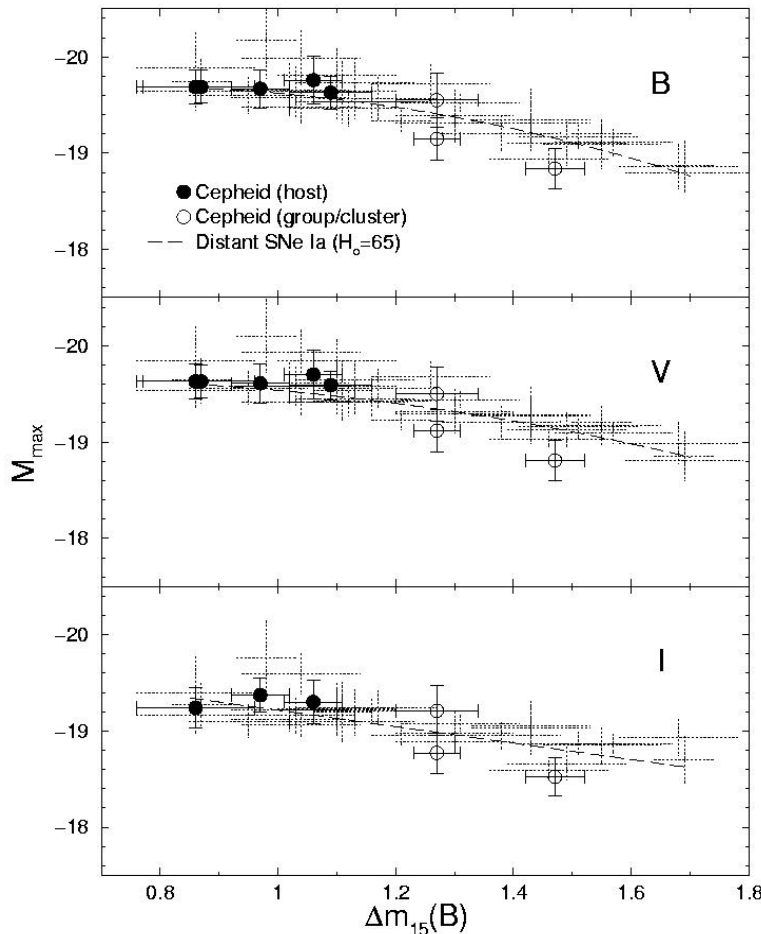 −20
B
−19
● Cepheid (host)
○ Cepheid (group/cluster)
— — Distant SNe Ia (H₀=65)
−18
−20
V
−19
M_max
−18
−20
I
−19
−18
0.8 1 1.2 1.4 1.6 1.8
Δm₁₅(B)